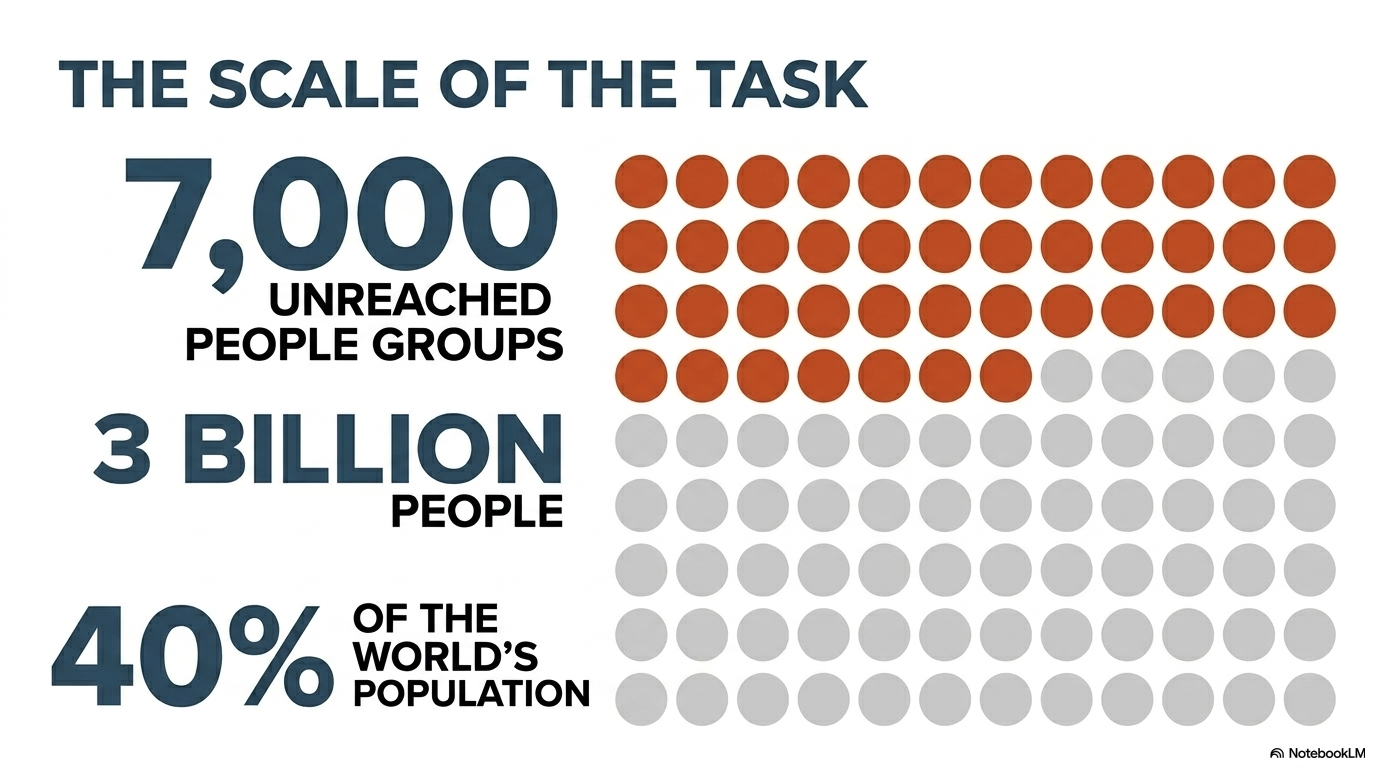 THE SCALE OF THE TASK
7,000
UNREACHED
PEOPLE GROUPS
3 BILLION
PEOPLE
40%
OF THE
WORLD'S
POPULATION
NotebookLM